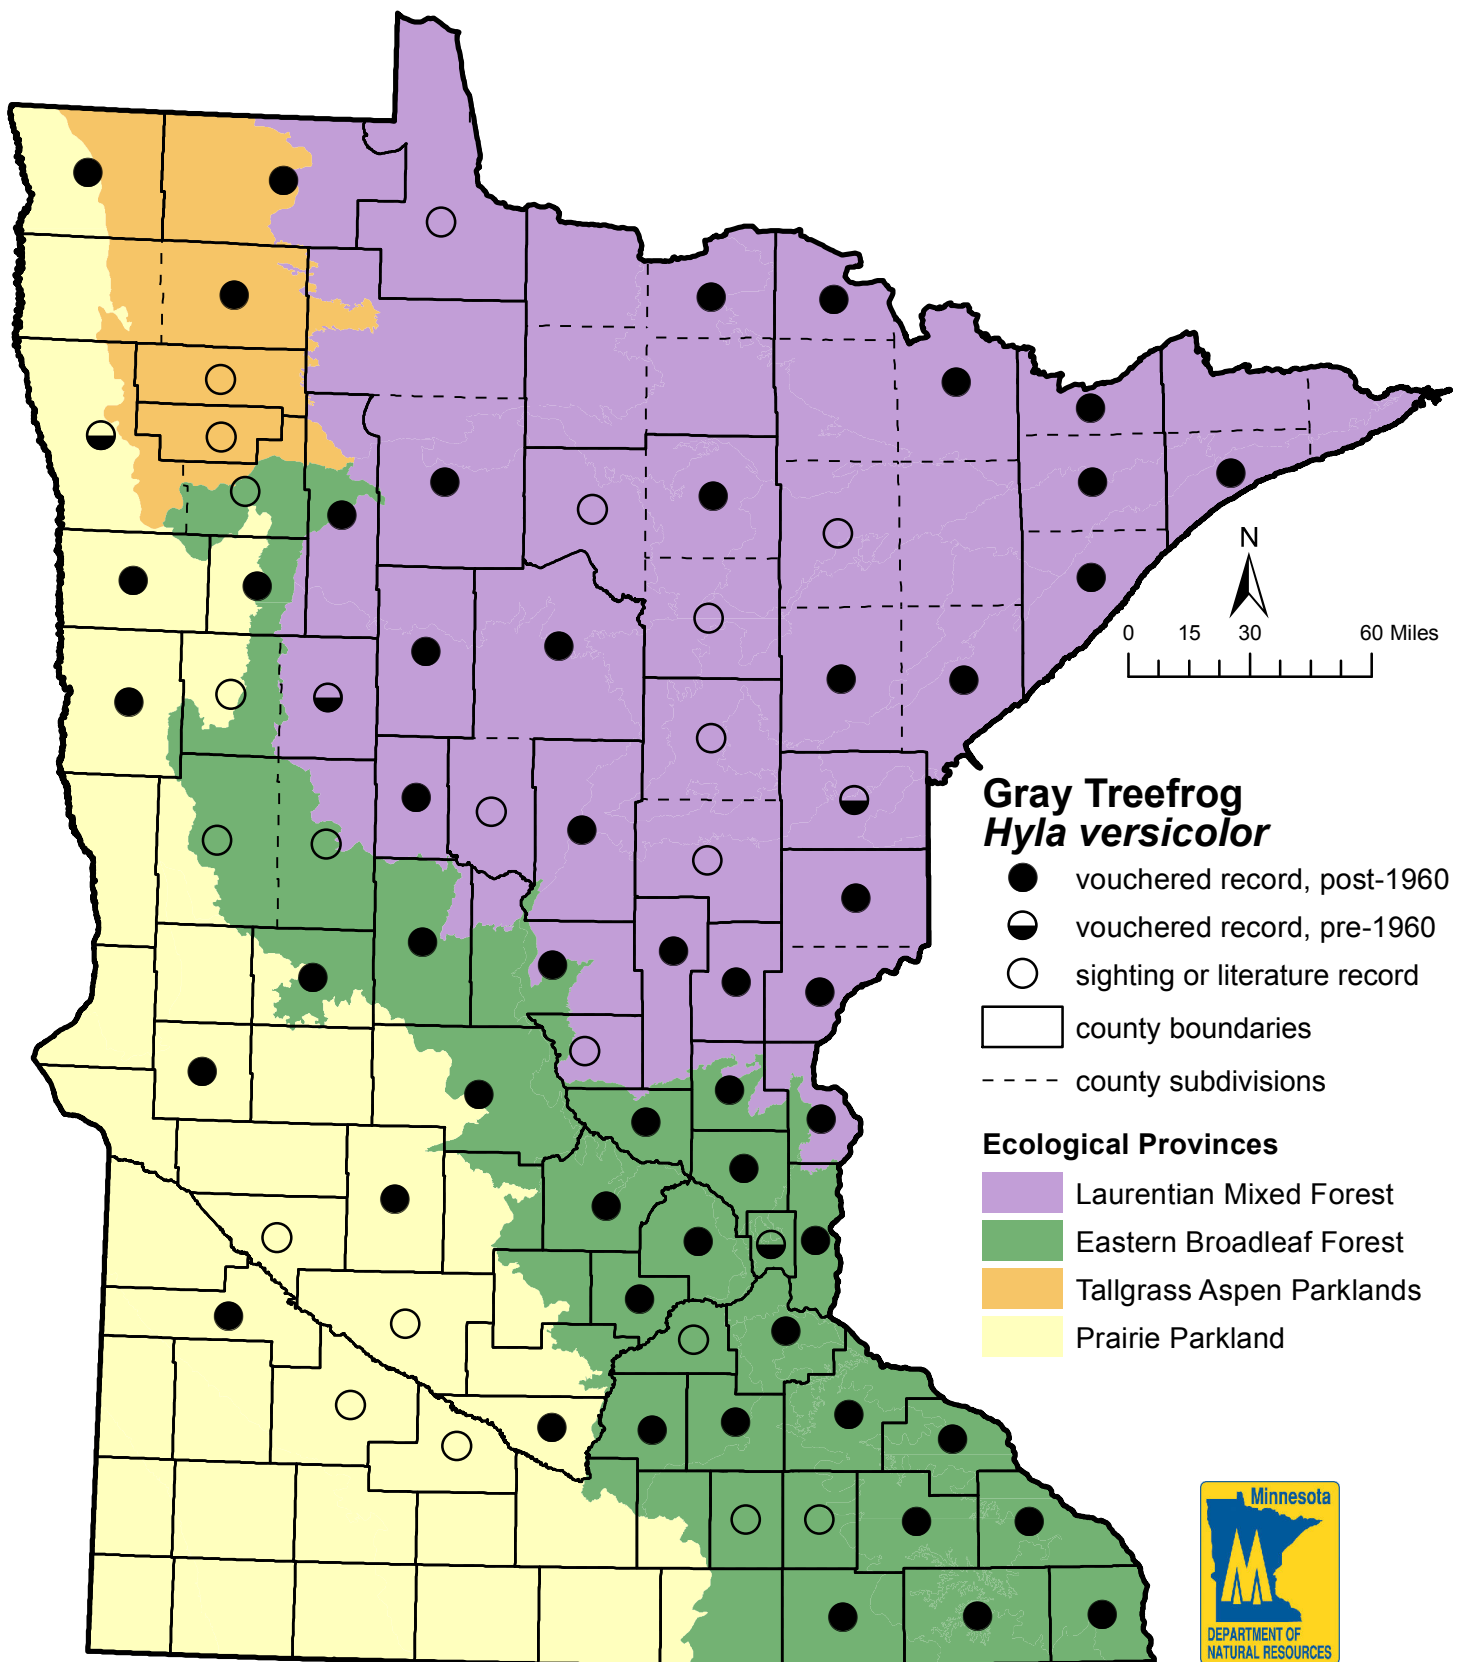 N
0 15 30 60 Miles
Gray Treefrog
Hyla versicolor
vouchered record, post-1960
vouchered record, pre-1960
sighting or literature record
county boundaries
county subdivisions
Ecological Provinces
Laurentian Mixed Forest
Eastern Broadleaf Forest
Tallgrass Aspen Parklands
Prairie Parkland
Minnesota
DEPARTMENT OF
NATURAL RESOURCES